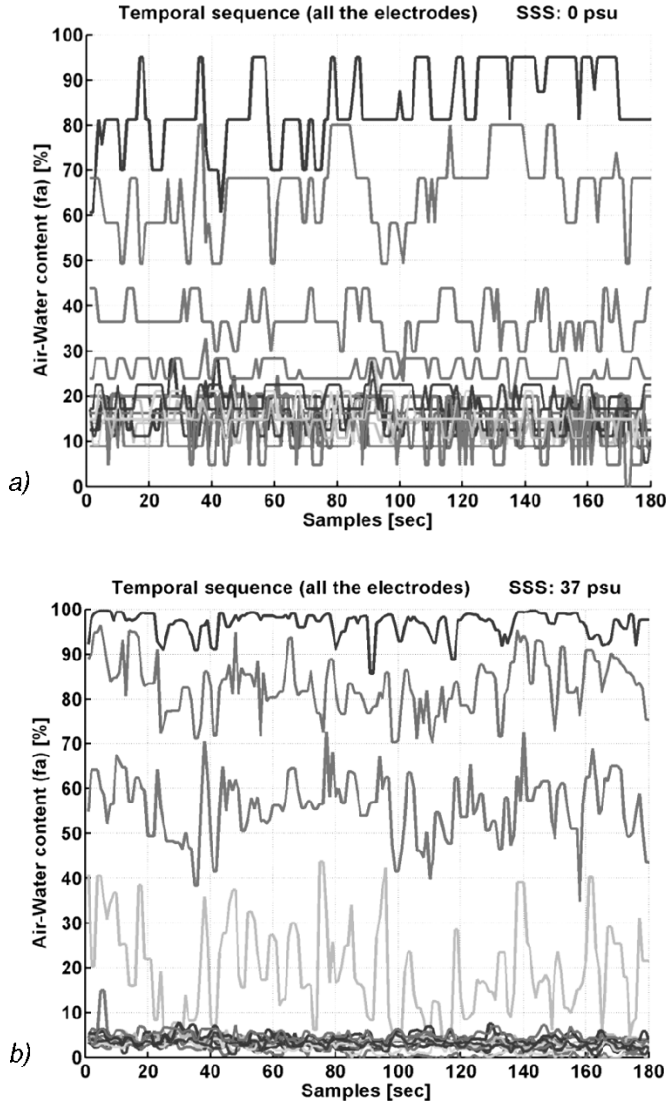 Temporal sequence (all the electrodes) SSS: 0 psu
100
90
80
70
60
50
40
30
20
10
0
Air-Water content (fa) [%]
0 20 40 60 80 100 120 140 160 180
Samples [sec]
a)
Temporal sequence (all the electrodes) SSS: 37 psu
100
90
80
70
60
50
40
30
20
10
0
Air-Water content (fa) [%]
0 20 40 60 80 100 120 140 160 180
Samples [sec]
b)